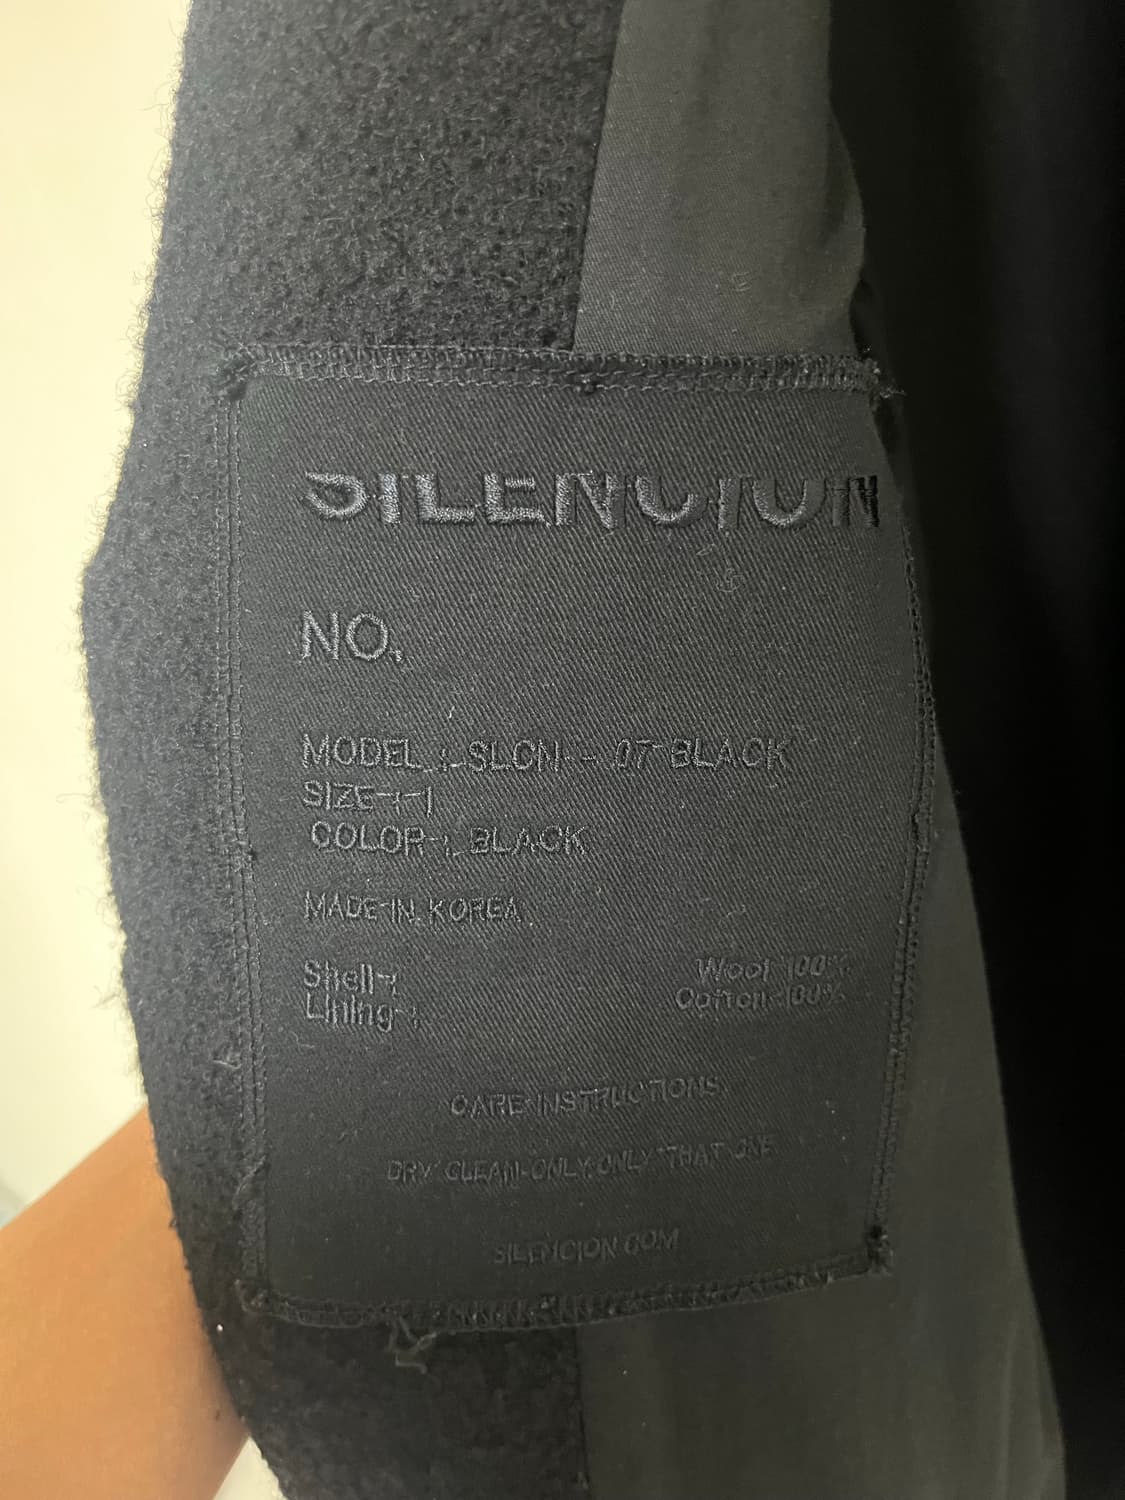 SILENCION
NO.
MODEL : SLCN - 07 BLACK
SIZE : 1
COLOR : BLACK
MADE IN KOREA
Shell : Wool 100%
Lining : Cotton 100%
CARE INSTRUCTIONS
DRY CLEAN ONLY, ONLY THAT ONE
SILENCION.COM